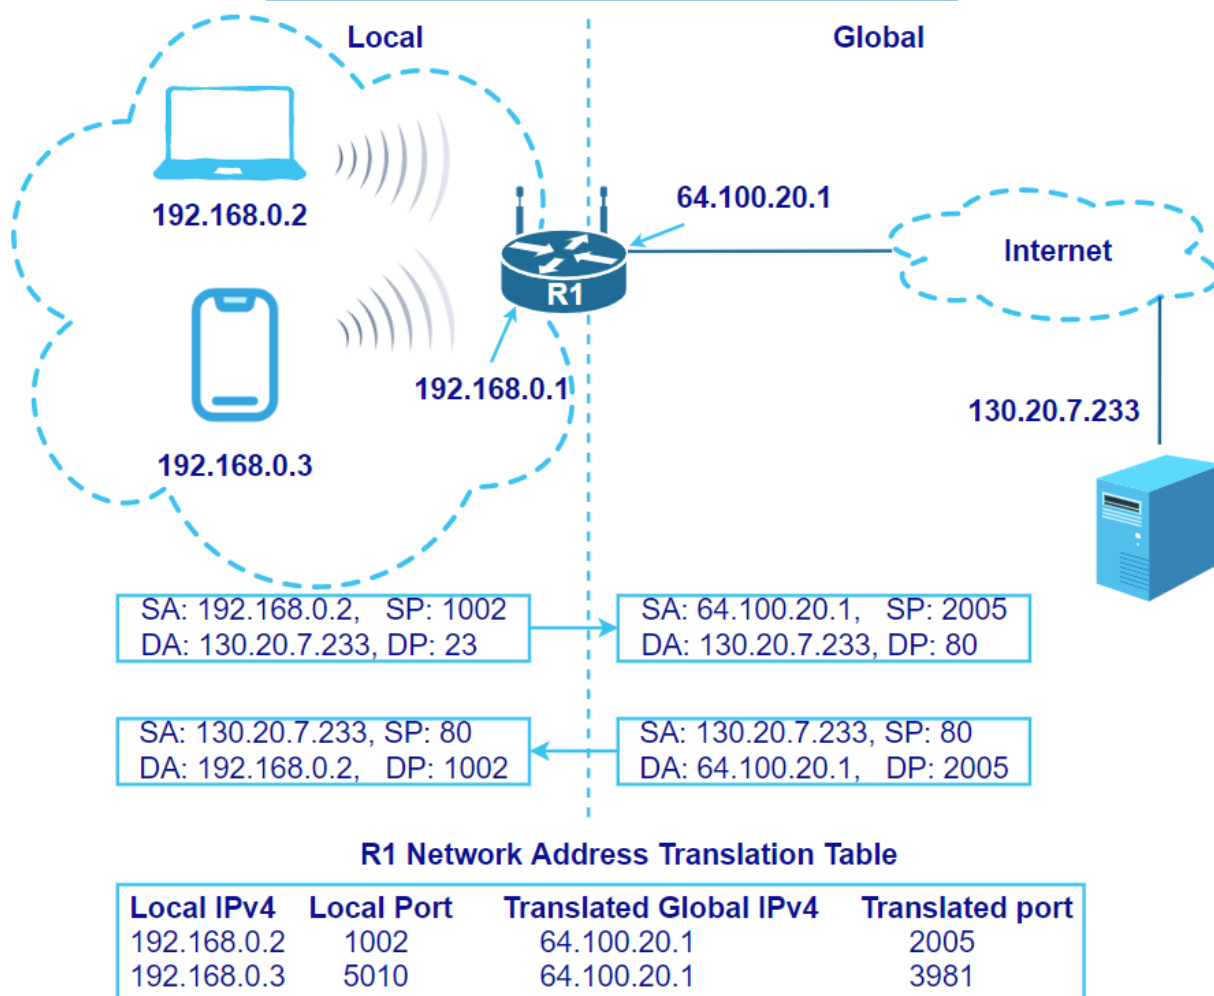 Local
Global
192.168.0.2
64.100.20.1
Internet
R1
192.168.0.1
130.20.7.233
192.168.0.3
SA: 192.168.0.2, SP: 1002
DA: 130.20.7.233, DP: 23
SA: 64.100.20.1, SP: 2005
DA: 130.20.7.233, DP: 80
SA: 130.20.7.233, SP: 80
DA: 192.168.0.2, DP: 1002
SA: 130.20.7.233, SP: 80
DA: 64.100.20.1, DP: 2005
R1 Network Address Translation Table
Local IPv4 Local Port Translated Global IPv4 Translated port
192.168.0.2 1002 64.100.20.1 2005
192.168.0.3 5010 64.100.20.1 3981